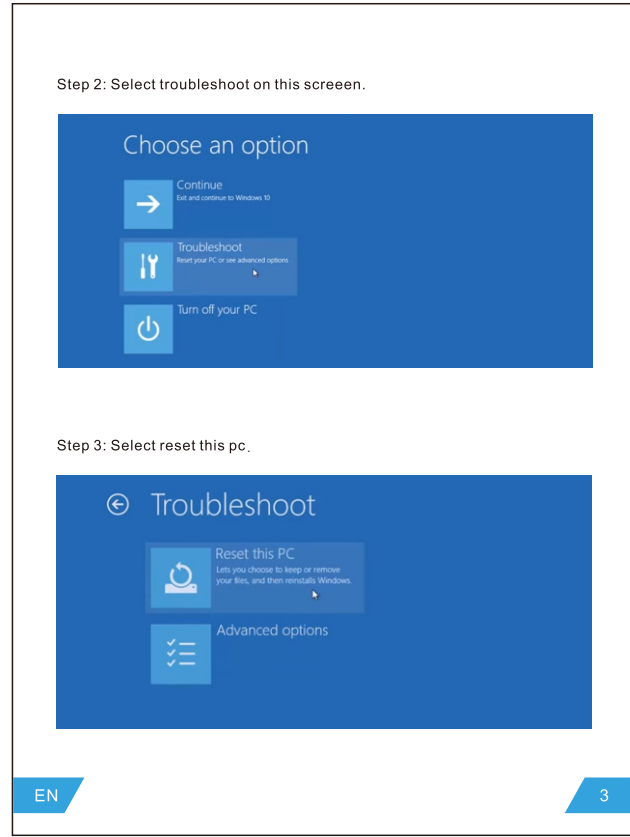 Step 2: Select troubleshoot on this screeen.
Choose an option
Continue
Exit and continue to Windows 10
Troubleshoot
Reset your PC or see advanced options
Turn off your PC
Step 3: Select reset this pc.
Troubleshoot
Reset this PC
Lets you choose to keep or remove
your files, and then reinstalls Windows.
Advanced options
EN
3